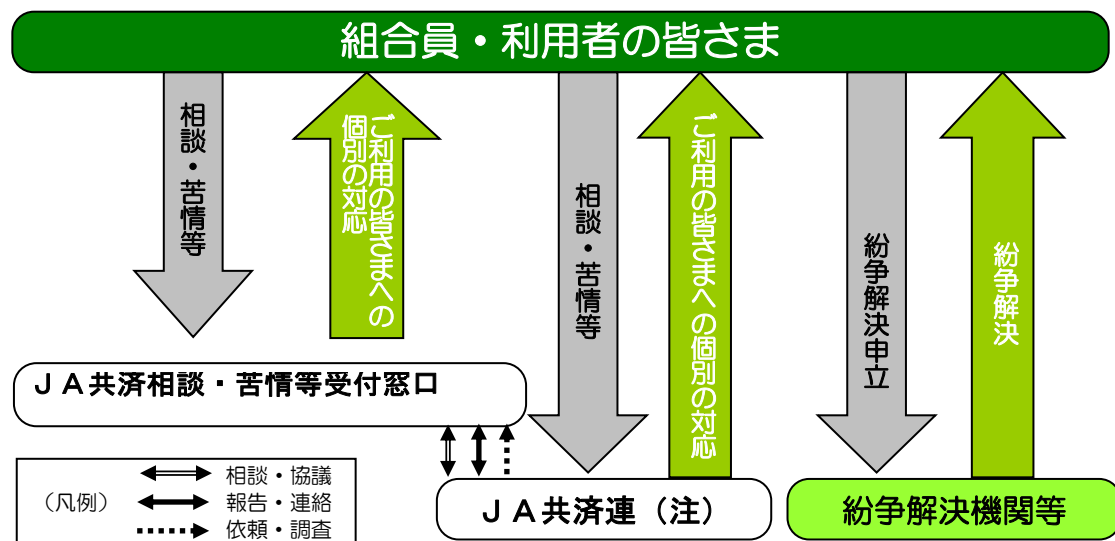 組合員・利用者の皆さま
相談・苦情等
ご利用の皆さまへの
個別の対応
相談・苦情等
ご利用の皆さまへの個別の対応
紛争解決申立
紛争解決
ＪＡ共済相談・苦情等受付窓口
（凡例）
相談・協議
報告・連絡
依頼・調査
ＪＡ共済連（注）
紛争解決機関等